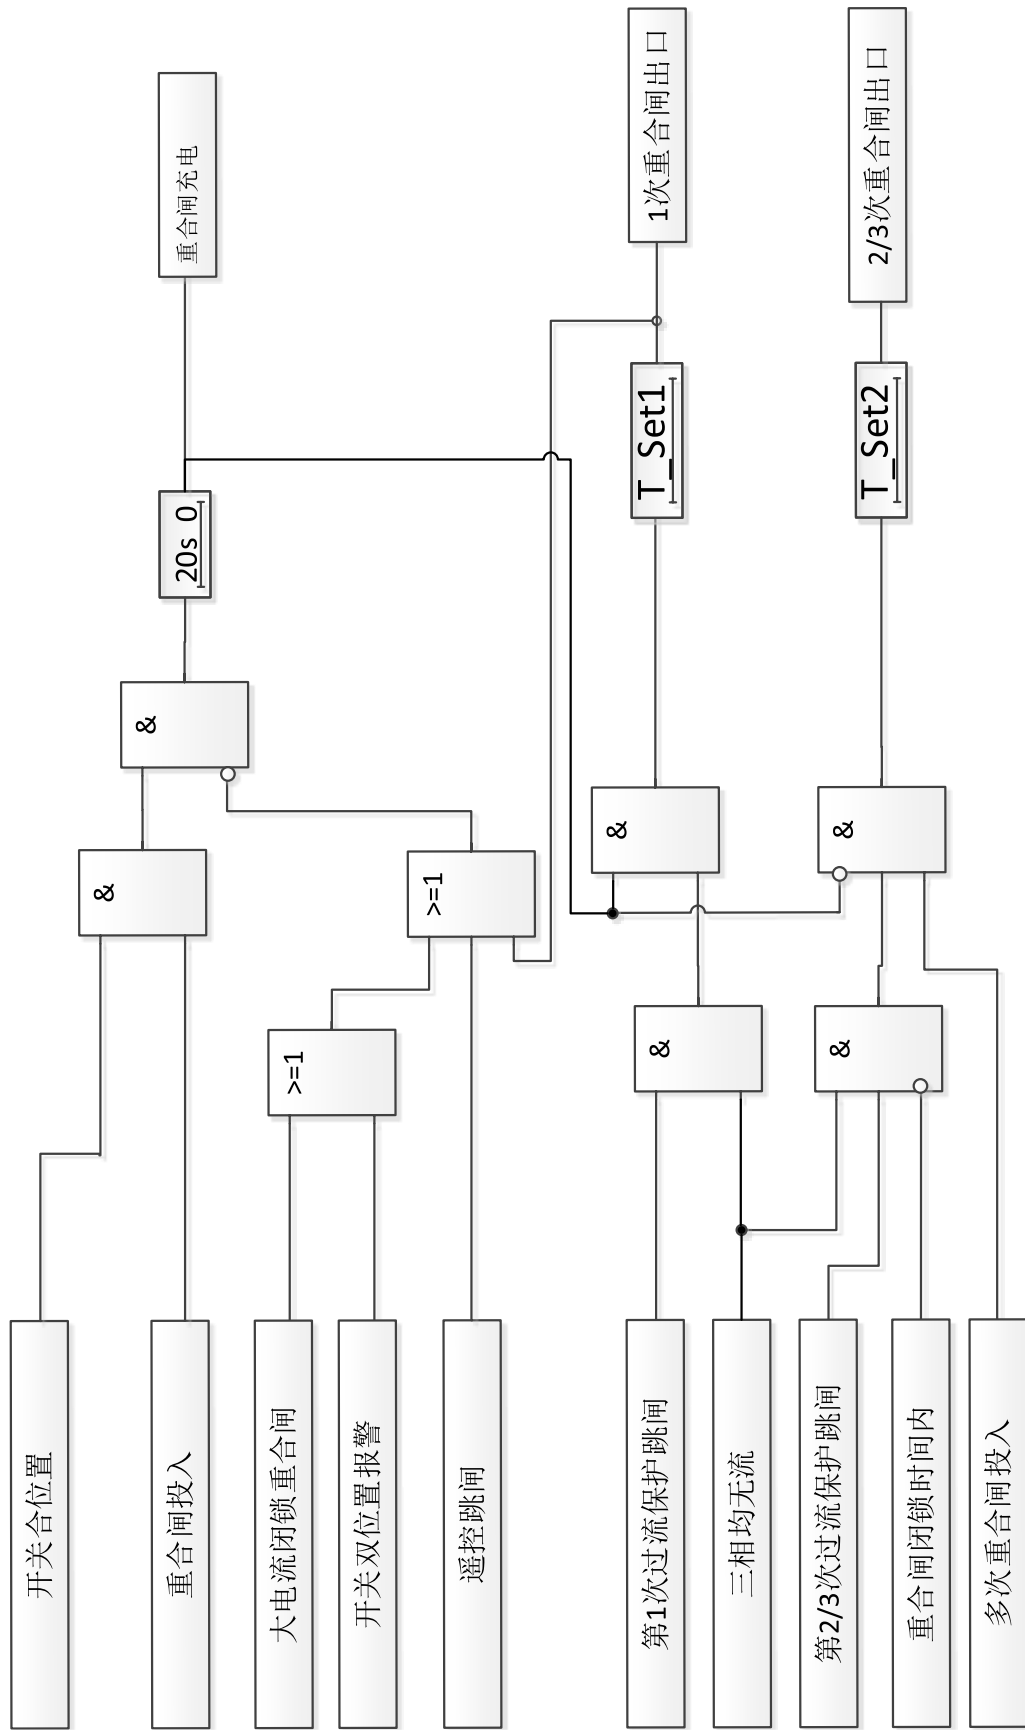 开关合位置
重合闸投入
大电流闭锁重合闸
开关双位置报警
遥控跳闸
第1次过流保护跳闸
三相均无流
第2/3次过流保护跳闸
重合闸闭锁时间内
多次重合闸投入
&
>=1
>=1
&
&
&
&
&
20s 0
T_Set1
T_Set2
重合闸充电
1次重合闸出口
2/3次重合闸出口